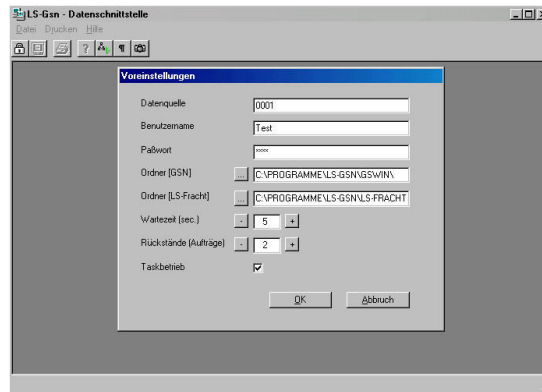 LS-Gsn - Datenschnittstelle
Datei Drucken Hilfe
? ¶
Voreinstellungen
Datenquelle 0001
Benutzername Test
Paßwort ****
Ordner [GSN] ... C:\PROGRAMME\LS-GSN\GSWIN\
Ordner [LS-Fracht] ... C:\PROGRAMME\LS-GSN\LS-FRACHT
Wartezeit (sec.) - 5 +
Rückstände (Aufträge) - 2 +
Taskbetrieb
OK Abbruch